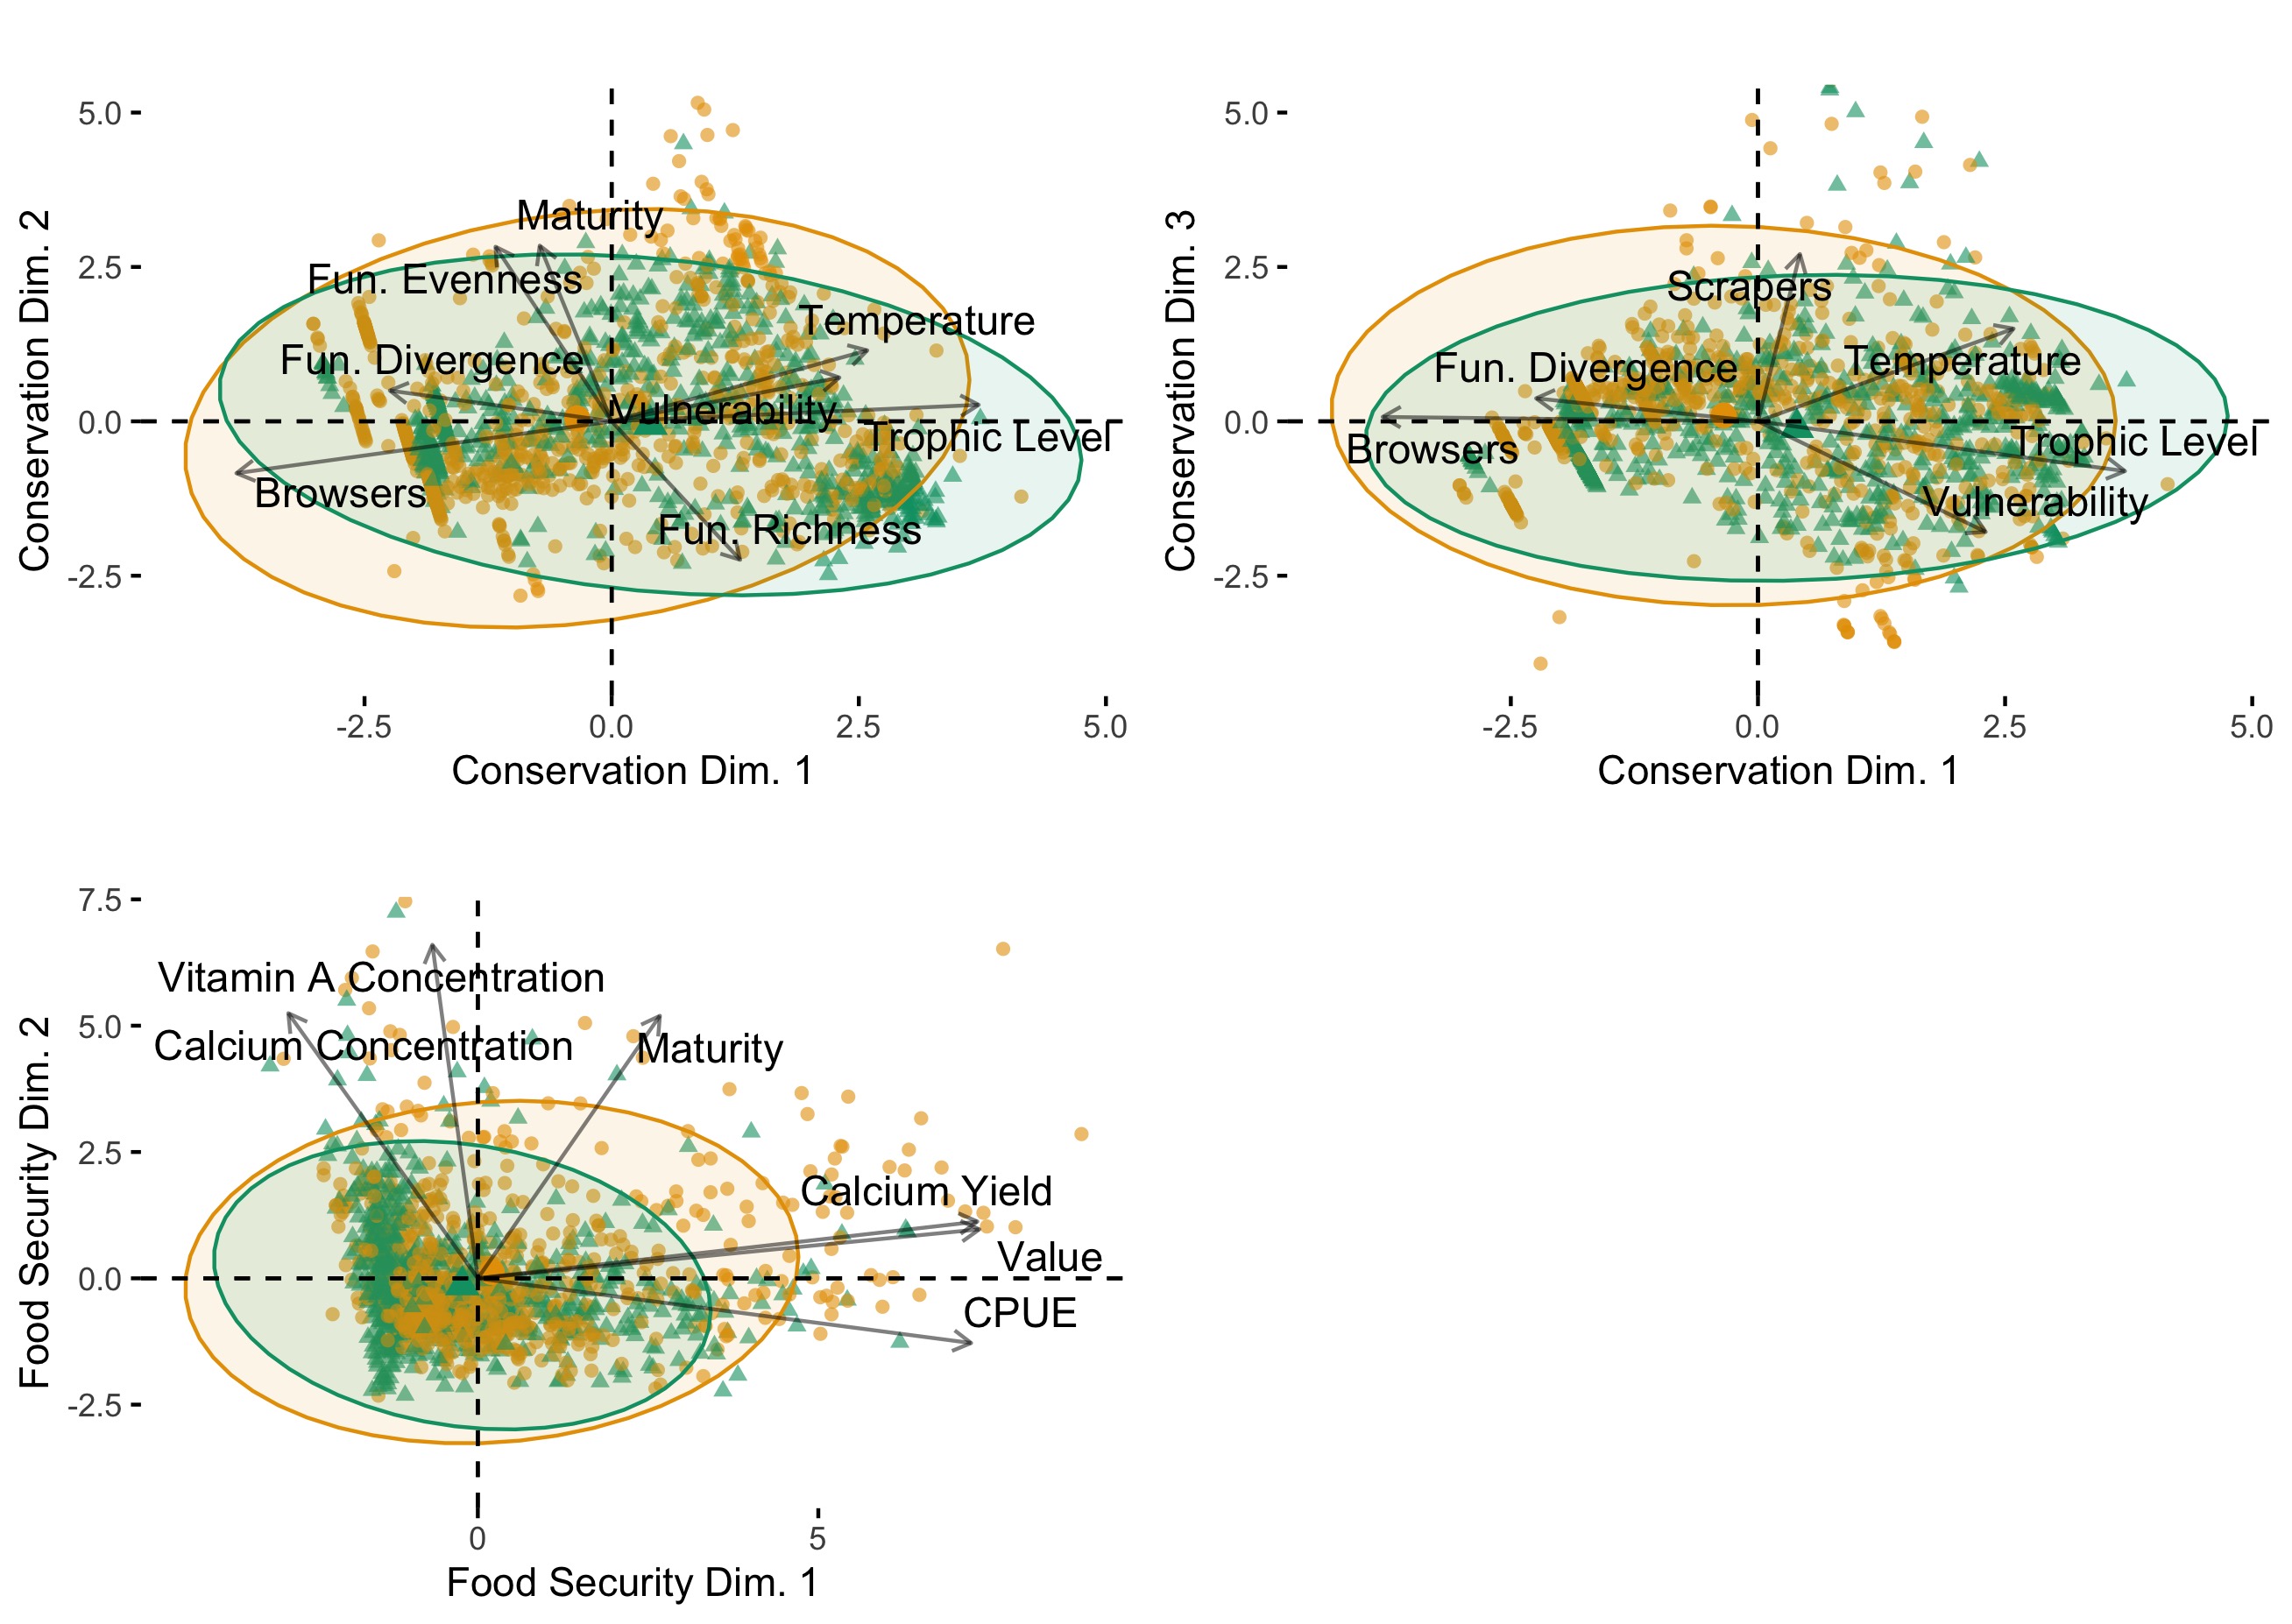 5.0
2.5
0.0
-2.5
Conservation Dim. 2
Maturity
Fun. Evenness
Temperature
Fun. Divergence
Vulnerability
Trophic Level
Browsers
Fun. Richness
-2.5 0.0 2.5 5.0
Conservation Dim. 1
5.0
2.5
0.0
-2.5
Conservation Dim. 3
Scrapers
Temperature
Fun. Divergence
Trophic Level
Browsers
Vulnerability
-2.5 0.0 2.5 5.0
Conservation Dim. 1
7.5
5.0
2.5
0.0
-2.5
Food Security Dim. 2
Vitamin A Concentration
Calcium Concentration
Maturity
Calcium Yield
Value
CPUE
0 5
Food Security Dim. 1